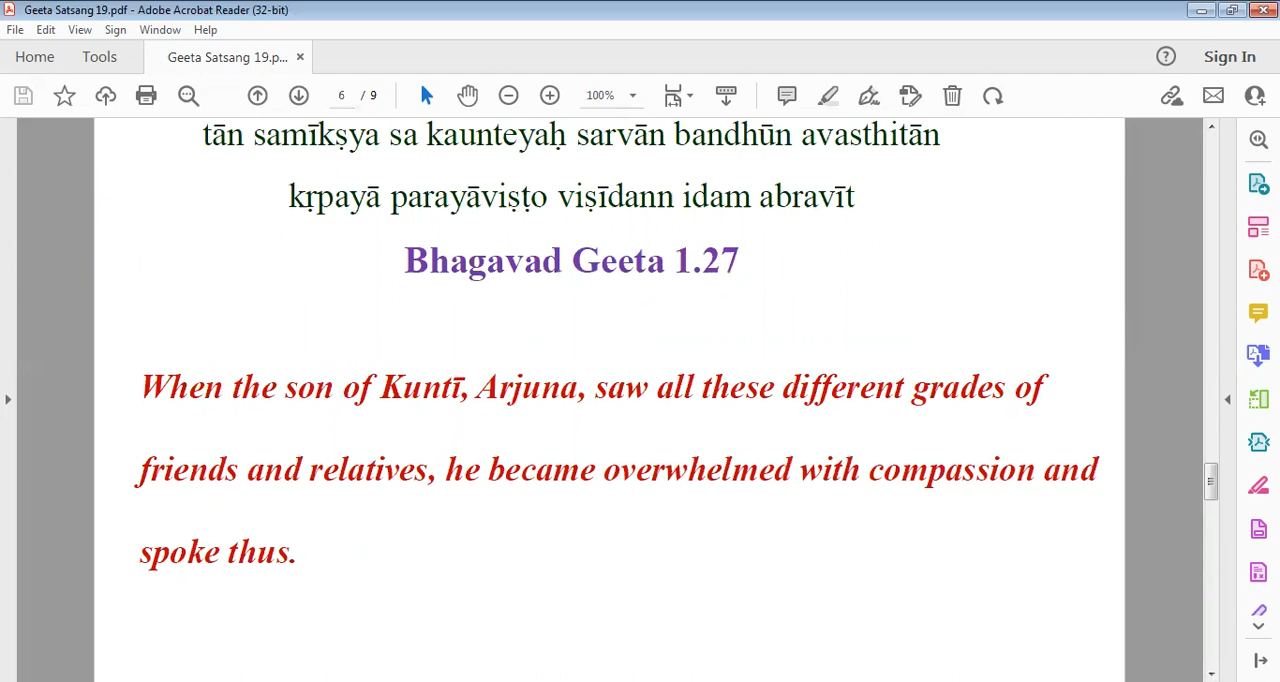 Geeta Satsang 19.pdf - Adobe Acrobat Reader (32-bit)
File Edit View Sign Window Help
Home Tools Geeta Satsang 19.p... × Sign In
6 / 9 100%
tān samīkṣya sa kaunteyaḥ sarvān bandhūn avasthitān
kṛpayā parayāviṣṭo viṣīdann idam abravīt
Bhagavad Geeta 1.27
When the son of Kuntī, Arjuna, saw all these different grades of
friends and relatives, he became overwhelmed with compassion and
spoke thus.